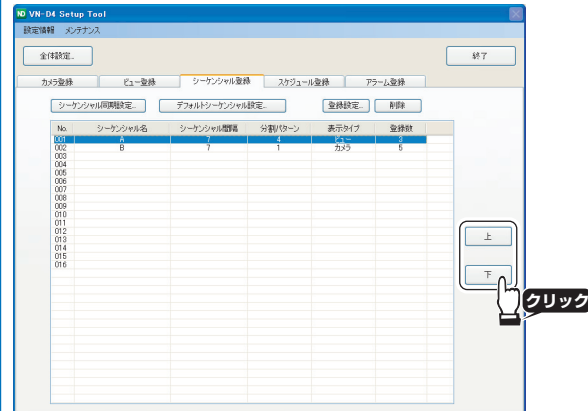 VN-D4 Setup Tool
設定情報 メンテナンス
全体設定... 終了
カメラ登録 ビュー登録 シーケンシャル登録 スケジュール登録 アラーム登録
シーケンシャル同期設定... デフォルトシーケンシャル設定... 登録設定... 削除
No. シーケンシャル名 シーケンシャル間隔 分割パターン 表示タイプ 登録数
001 A 7 4 ビュー 3
002 B 7 1 カメラ 5
003
004
005
006
007
008
009
010
011
012
013
014
015
016
上
下
クリック